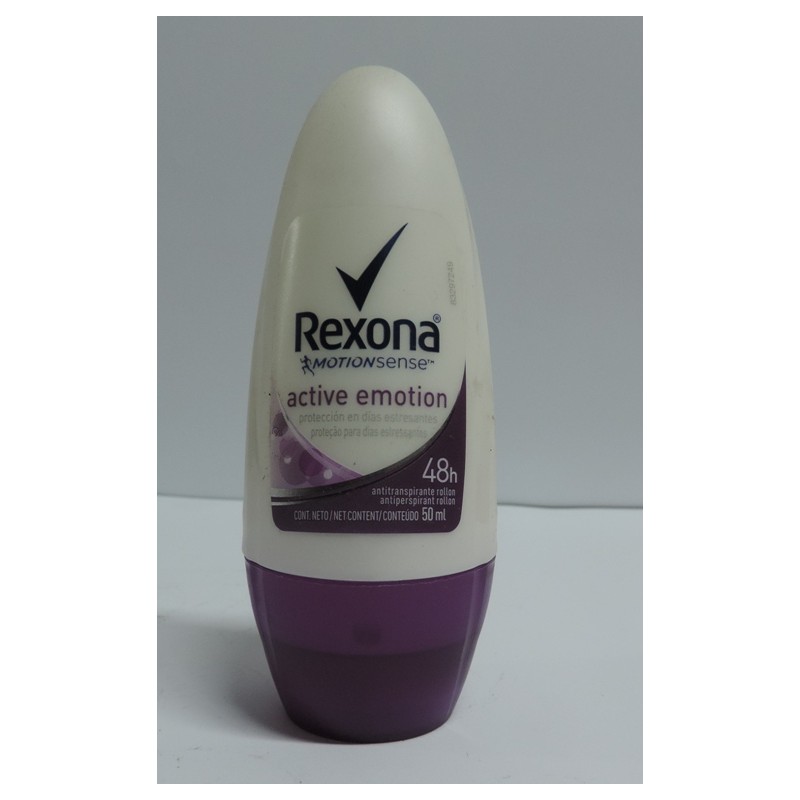 Rexona®
MOTIONsense™
active emotion
protección en días estresantes
proteção para dias estressantes
48h
antitranspirante rollon
antiperspirant rollon
CONT. NETO / NET CONTENT/ CONTEÚDO 50 ml